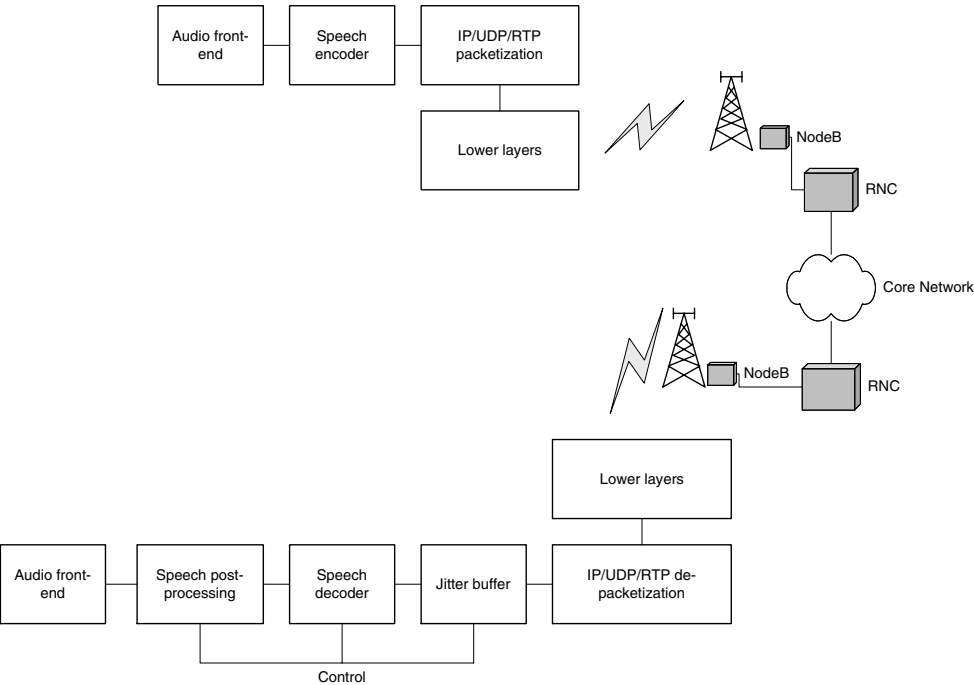 Audio front-
end
Speech
encoder
IP/UDP/RTP
packetization
Lower layers
NodeB
RNC
Core Network
NodeB
RNC
Lower layers
Audio front-
end
Speech post-
processing
Speech
decoder
Jitter buffer
IP/UDP/RTP de-
packetization
Control